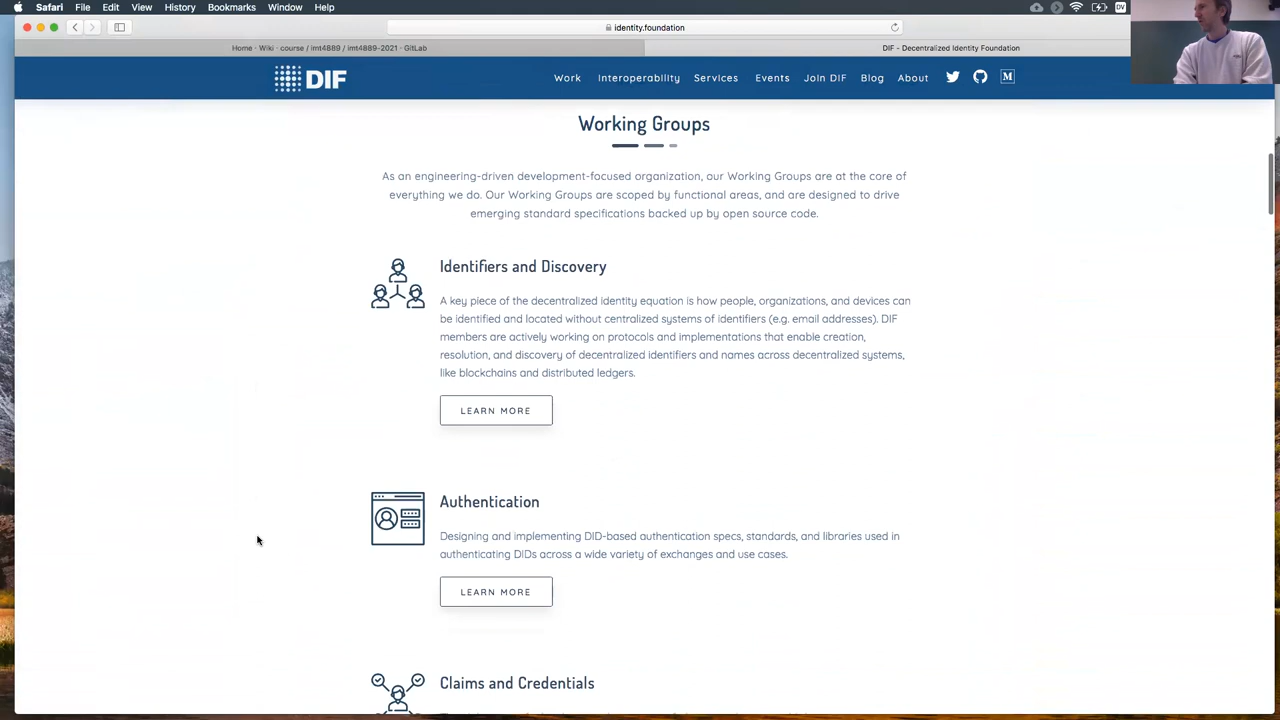 Safari File Edit View History Bookmarks Window Help
DV
identity.foundation
Home · Wiki · course / imt4889 / imt4889-2021 · GitLab
DIF - Decentralized Identity Foundation
DIF
Work Interoperability Services Events Join DIF Blog About
M
Working Groups
As an engineering-driven development-focused organization, our Working Groups are at the core of
everything we do. Our Working Groups are scoped by functional areas, and are designed to drive
emerging standard specifications backed up by open source code.
Identifiers and Discovery
A key piece of the decentralized identity equation is how people, organizations, and devices can
be identified and located without centralized systems of identifiers (e.g. email addresses). DIF
members are actively working on protocols and implementations that enable creation,
resolution, and discovery of decentralized identifiers and names across decentralized systems,
like blockchains and distributed ledgers.
LEARN MORE
Authentication
Designing and implementing DID-based authentication specs, standards, and libraries used in
authenticating DIDs across a wide variety of exchanges and use cases.
LEARN MORE
Claims and Credentials